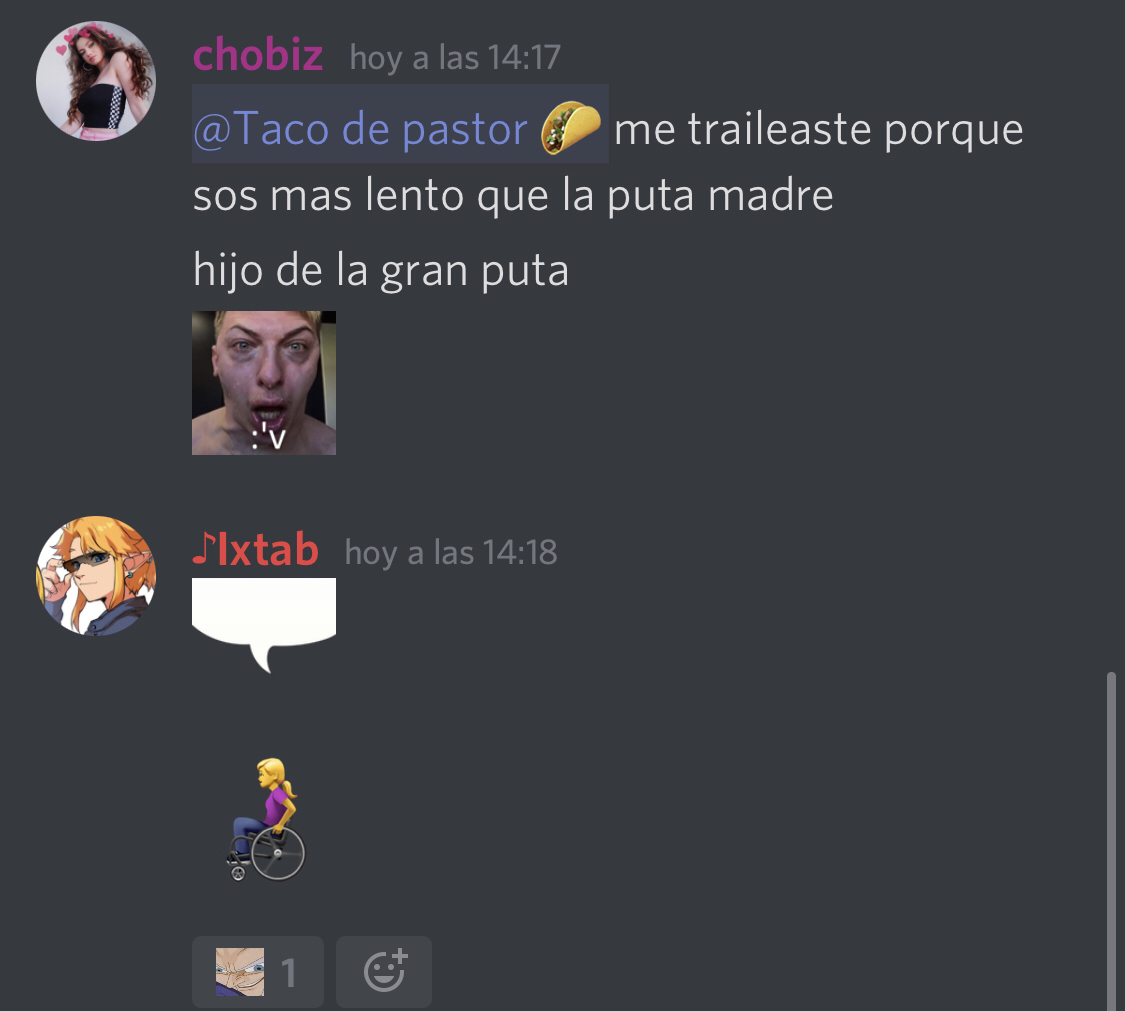 chobiz hoy a las 14:17
@Taco de pastor 🌮 me traileaste porque
sos mas lento que la puta madre
hijo de la gran puta
:'v
♪Ixtab hoy a las 14:18
1